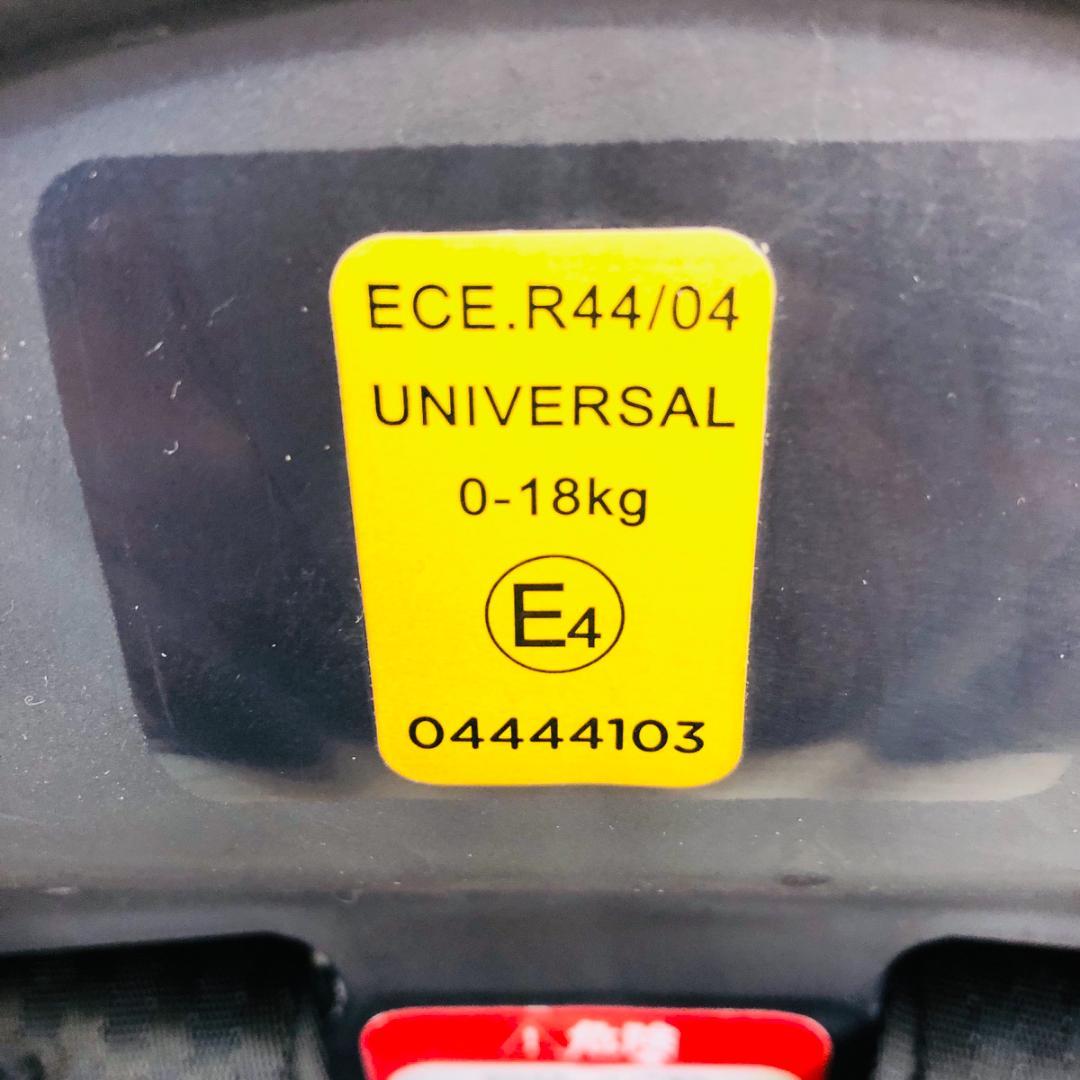 ECE.R44/04
UNIVERSAL
0-18kg
E4
04444103
危険